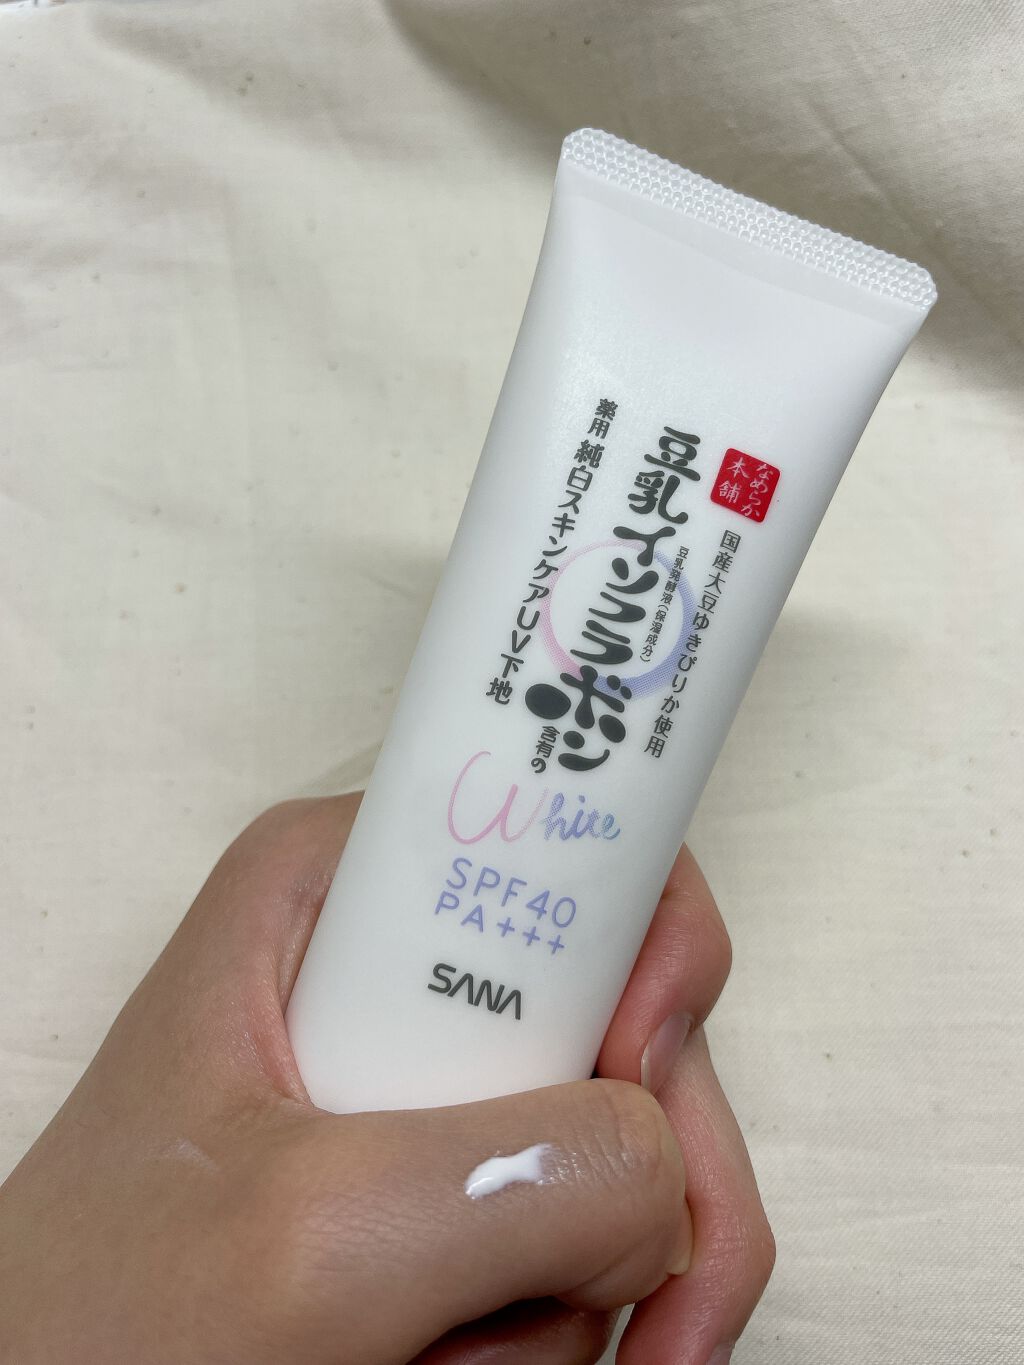 なめらか
本舗
国産大豆ゆきぴりか使用
豆乳発酵液(保湿成分)
豆乳イソフラボン
含有の
薬用 純白スキンケアUV下地
White
SPF40
PA+++
SANA